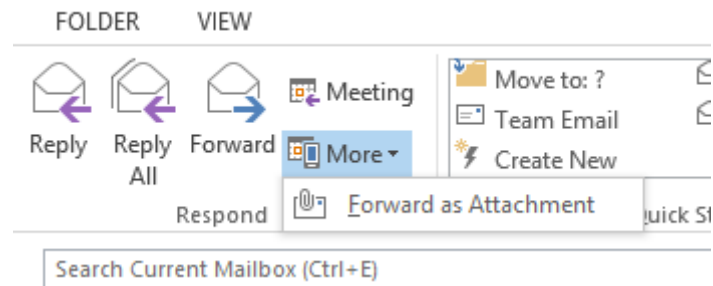 FOLDER VIEW
Reply
Reply All
Forward
Meeting
More
Move to: ?
Team Email
Create New
Forward as Attachment
Respond
Search Current Mailbox (Ctrl+E)